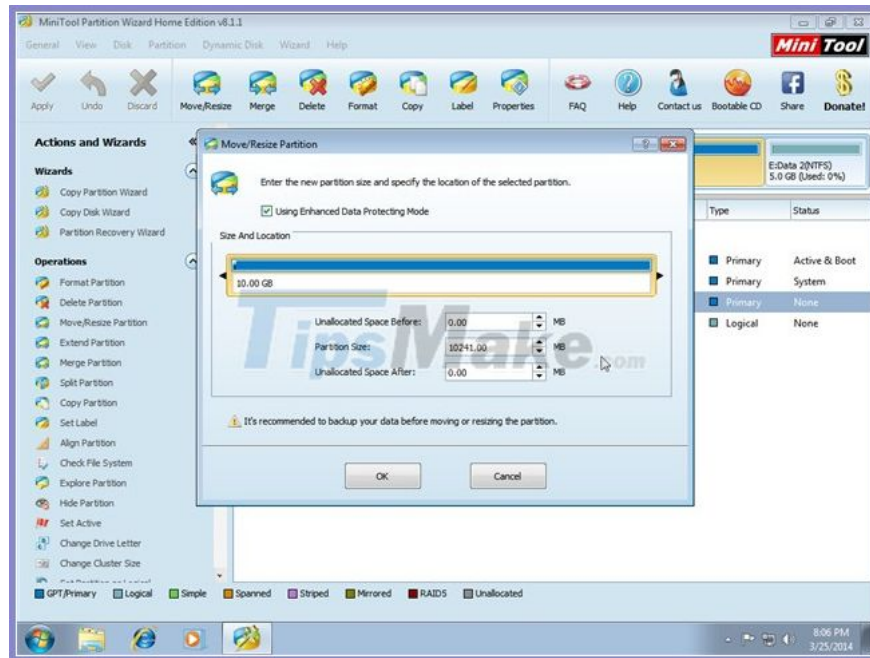 MiniTool Partition Wizard Home Edition v8.1.1
General View Disk Partition Dynamic Disk Wizard Help
Mini Tool
Apply Undo Discard Move/Resize Merge Delete Format Copy Label Properties FAQ Help Contact us Bootable CD Share Donate!
Actions and Wizards
Wizards
Copy Partition Wizard
Copy Disk Wizard
Partition Recovery Wizard
Operations
Format Partition
Delete Partition
Move/Resize Partition
Extend Partition
Merge Partition
Split Partition
Copy Partition
Set Label
Align Partition
Check File System
Explore Partition
Hide Partition
Set Active
Change Drive Letter
Change Cluster Size
Move/Resize Partition
Enter the new partition size and specify the location of the selected partition.
Using Enhanced Data Protecting Mode
Size And Location
10.00 GB
Unallocated Space Before: 0.00 MB
Partition Size: 10241.00 MB
Unallocated Space After: 0.00 MB
TipsMake.com
It's recommended to backup your data before moving or resizing the partition.
OK Cancel
E:Data 2(NTFS)
5.0 GB (Used: 0%)
Type Status
Primary Active & Boot
Primary System
Primary None
Logical None
GPT/Primary Logical Simple Spanned Striped Mirrored RAID5 Unallocated
8:06 PM
3/25/2014